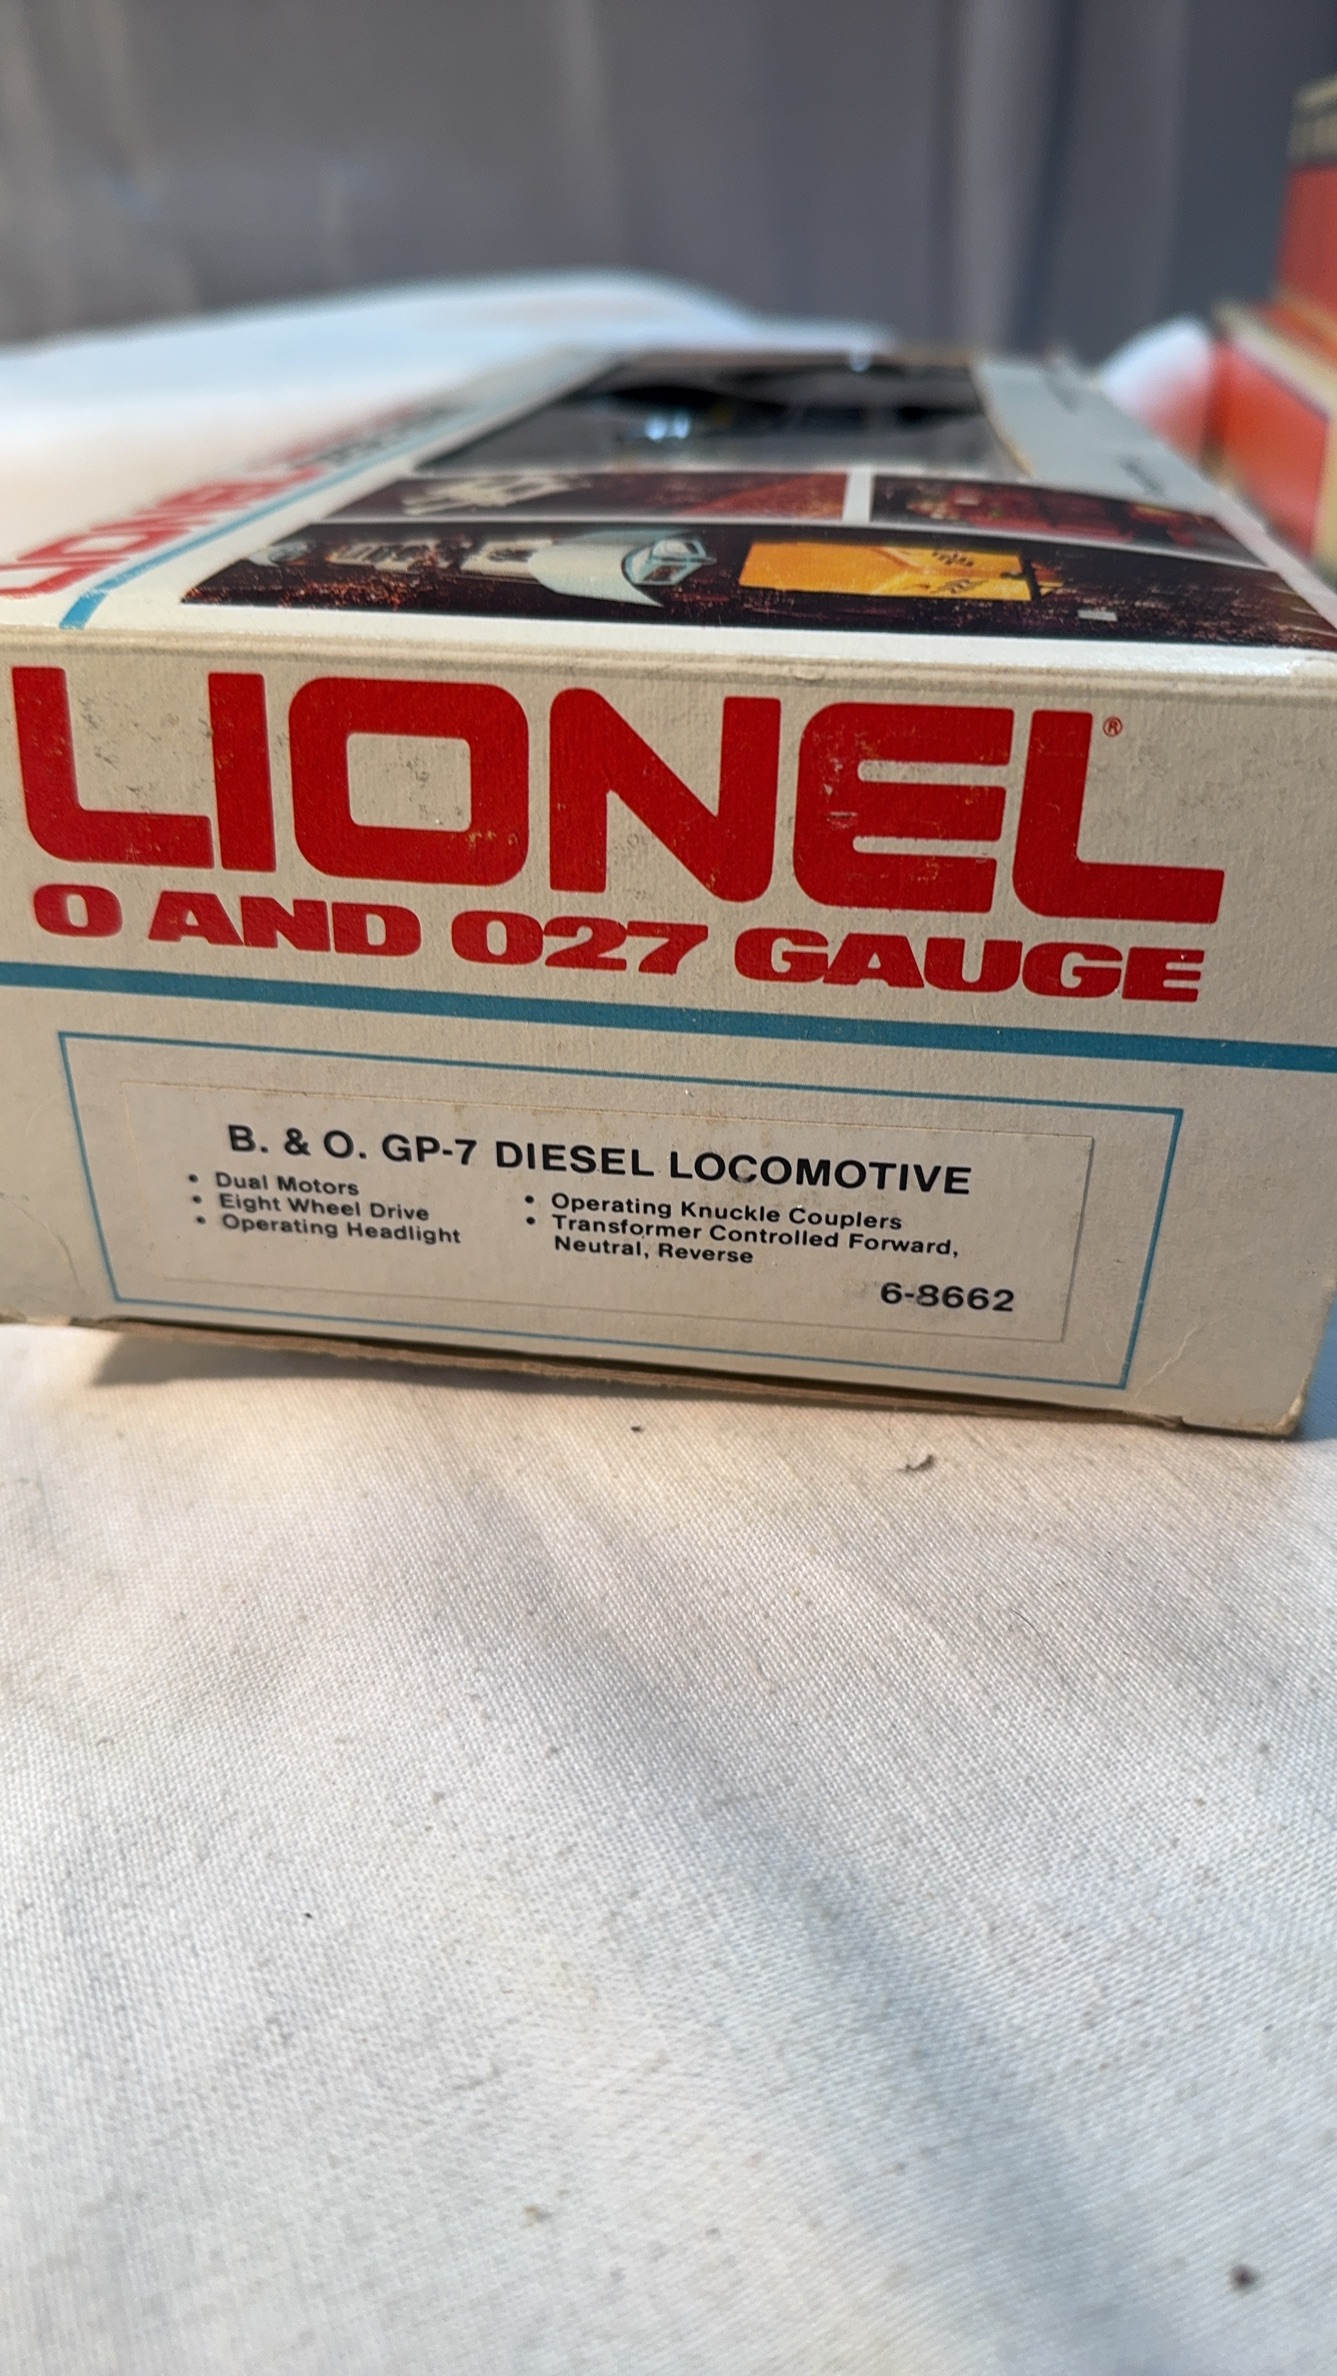 LIONEL
LIONEL®
O AND O27 GAUGE
B. & O. GP-7 DIESEL LOCOMOTIVE
• Dual Motors
• Eight Wheel Drive
• Operating Headlight
• Operating Knuckle Couplers
• Transformer Controlled Forward,
Neutral, Reverse
6-8662